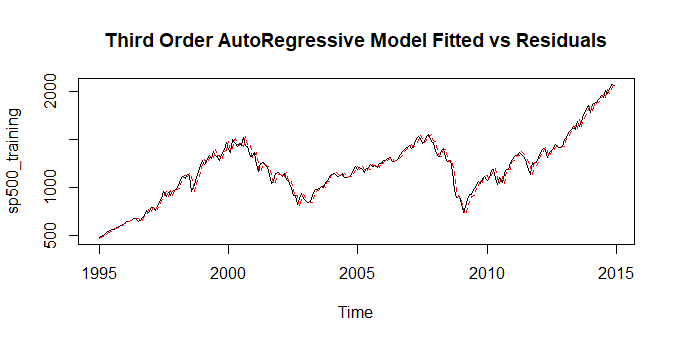 Third Order AutoRegressive Model Fitted vs Residuals
sp500_training
2000
1000
500
1995 2000 2005 2010 2015
Time